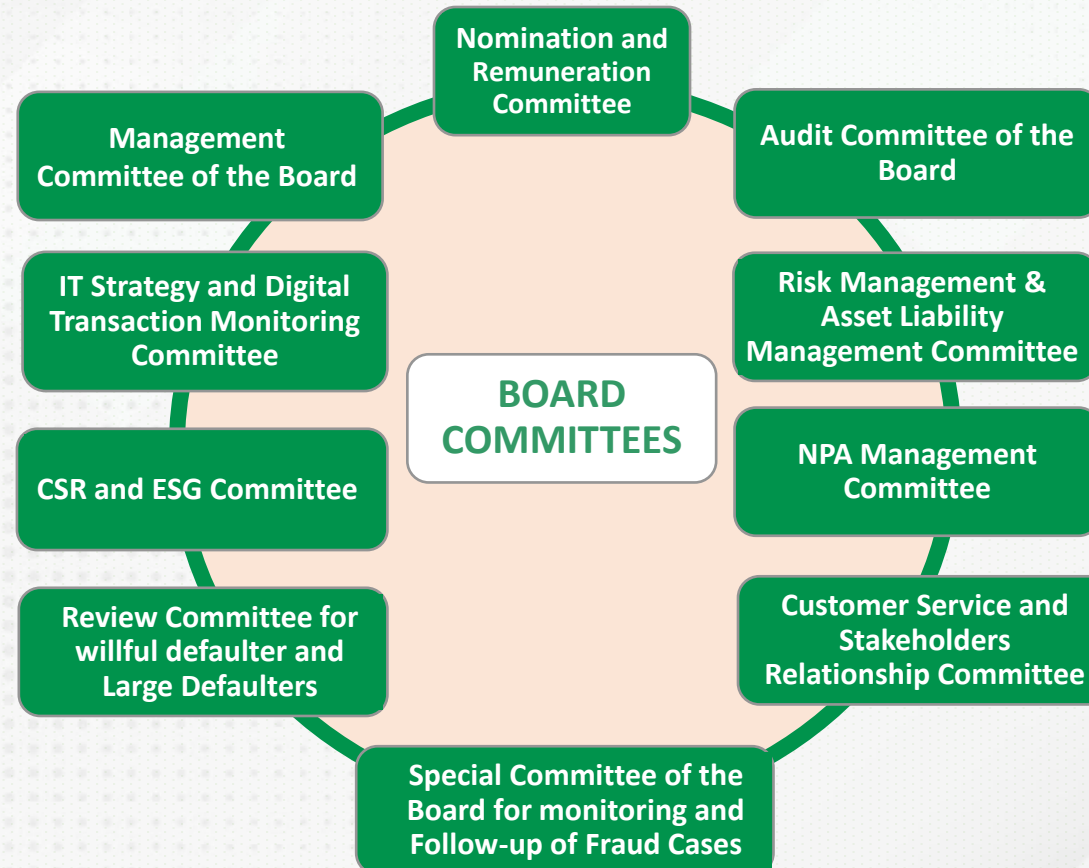 Nomination and
Remuneration
Committee
Management
Committee of the Board
Audit Committee of the
Board
IT Strategy and Digital
Transaction Monitoring
Committee
Risk Management &
Asset Liability
Management Committee
BOARD
COMMITTEES
CSR and ESG Committee
NPA Management
Committee
Review Committee for
willful defaulter and
Large Defaulters
Customer Service and
Stakeholders
Relationship Committee
Special Committee of the
Board for monitoring and
Follow-up of Fraud Cases